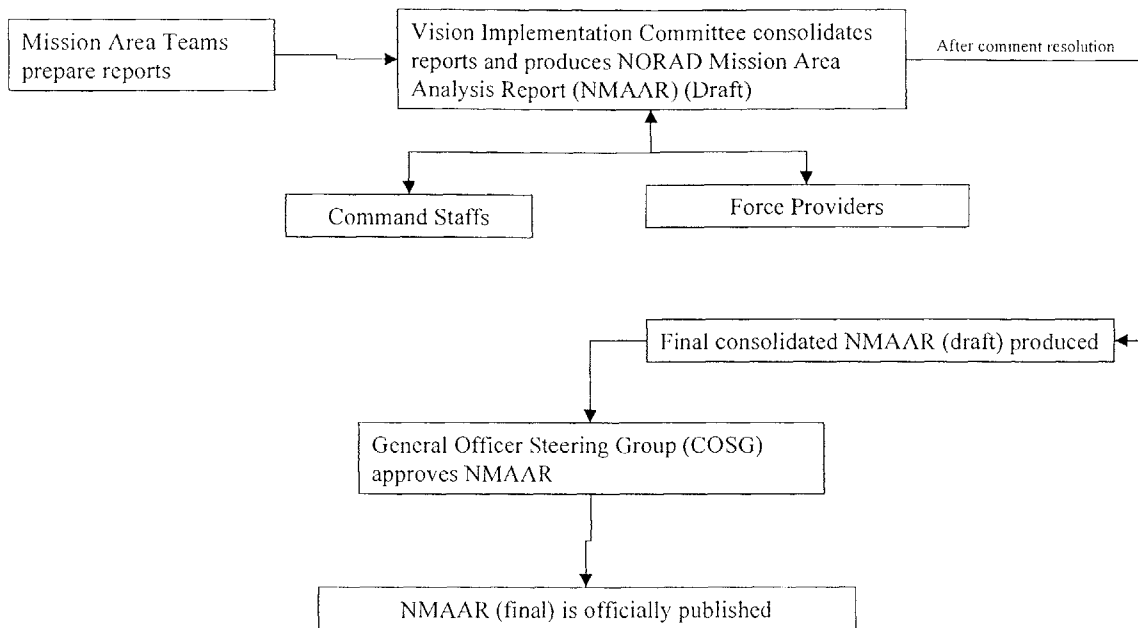 Mission Area Teams
prepare reports
Vision Implementation Committee consolidates
reports and produces NORAD Mission Area
Analysis Report (NMAAR) (Draft)
After comment resolution
Command Staffs
Force Providers
Final consolidated NMAAR (draft) produced
General Officer Steering Group (COSG)
approves NMAAR
NMAAR (final) is officially published